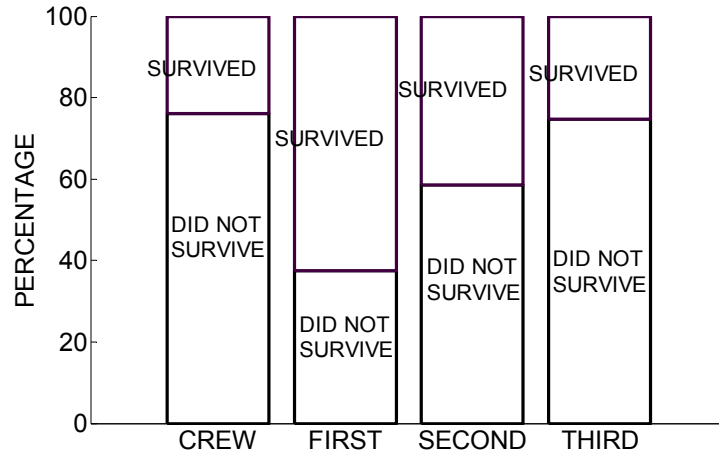 100
80
60
40
20
0
PERCENTAGE
SURVIVED
DID NOT
SURVIVE
SURVIVED
DID NOT
SURVIVE
SURVIVED
DID NOT
SURVIVE
SURVIVED
DID NOT
SURVIVE
CREW
FIRST
SECOND
THIRD